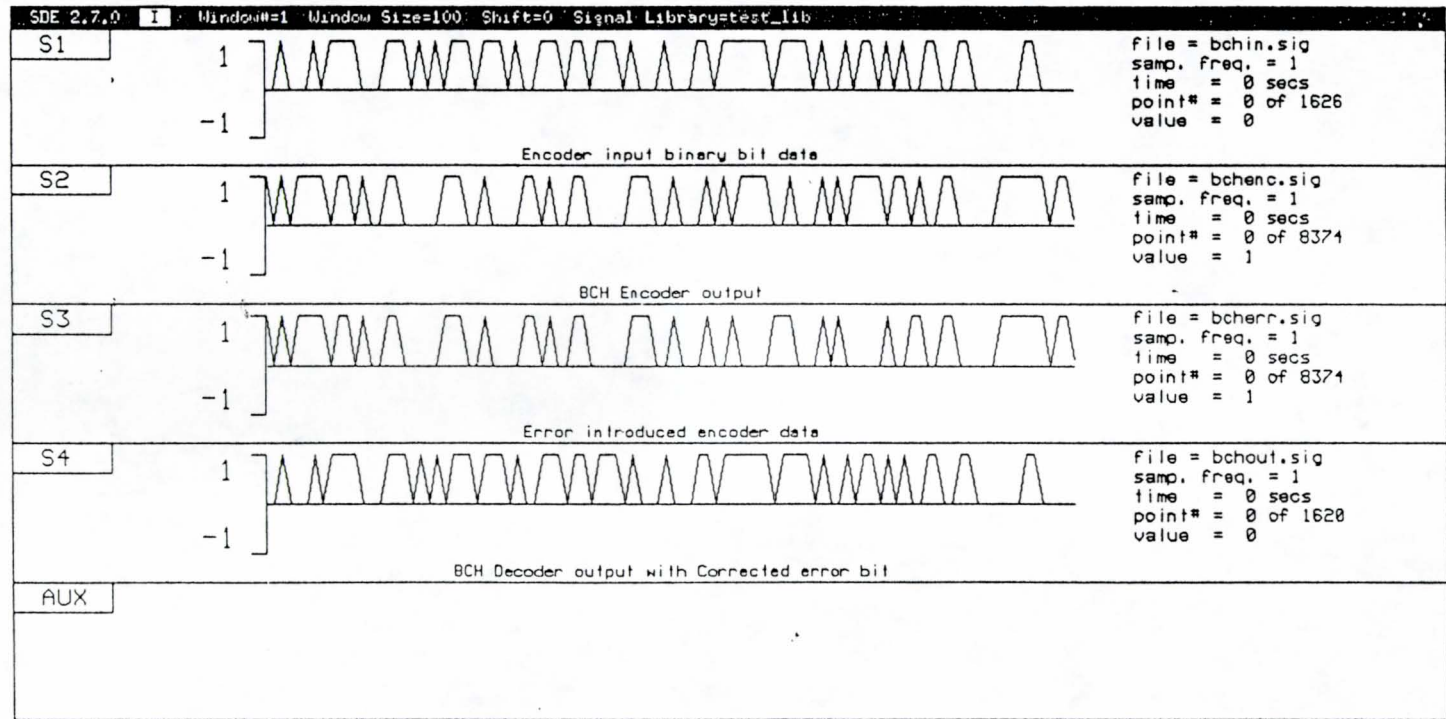 SDE 2.7.0 I Window#=1 Window Size=100 Shift=0 Signal Library=test_lib
S1
1
-1
file = bchin.sig
samp. freq. = 1
time = 0 secs
point# = 0 of 1626
value = 0
Encoder input binary bit data
S2
1
-1
file = bchenc.sig
samp. freq. = 1
time = 0 secs
point# = 0 of 8374
value = 1
BCH Encoder output
S3
1
-1
file = bcherr.sig
samp. freq. = 1
time = 0 secs
point# = 0 of 8374
value = 1
Error introduced encoder data
S4
1
-1
file = bchout.sig
samp. freq. = 1
time = 0 secs
point# = 0 of 1620
value = 0
BCH Decoder output with Corrected error bit
AUX